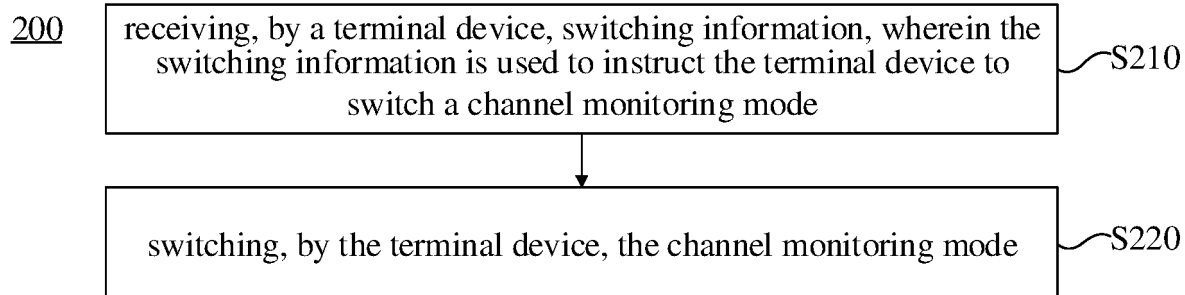 200
receiving, by a terminal device, switching information, wherein the
switching information is used to instruct the terminal device to
switch a channel monitoring mode
S210
switching, by the terminal device, the channel monitoring mode
S220